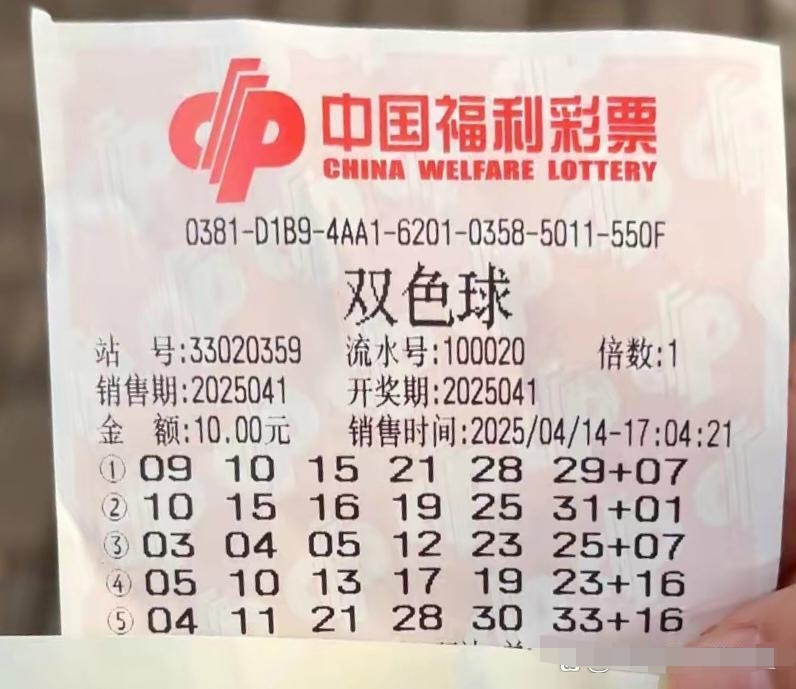 中国福利彩票
CHINA WELFARE LOTTERY
0381-D1B9-4AA1-6201-0358-5011-550F
双色球
站 号:33020359 流水号:100020 倍数:1
销售期:2025041 开奖期:2025041
金 额:10.00元 销售时间:2025/04/14-17:04:21
① 09 10 15 21 28 29+07
② 10 15 16 19 25 31+01
③ 03 04 05 12 23 25+07
④ 05 10 13 17 19 23+16
⑤ 04 11 21 28 30 33+16